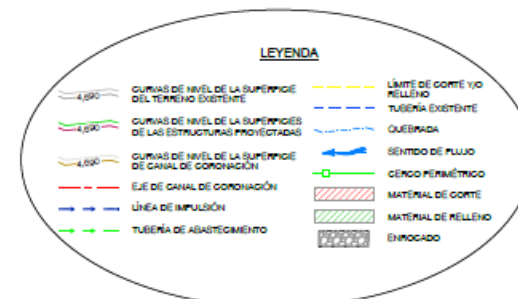 LEYENDA
4,690
CURVAS DE NIVEL DE LA SUPERFICIE
DEL TERRENO EXISTENTE
4,690
CURVAS DE NIVEL DE LA SUPERFICIES
DE LAS ESTRUCTURAS PROYECTADAS
4,690
CURVAS DE NIVEL DE LA SUPERFICIE
DE CANAL DE CORONACIÓN
EJE DE CANAL DE CORONACIÓN
LÍNEA DE IMPULSIÓN
TUBERÍA DE ABASTECIMIENTO
LÍMITE DE CORTE Y/O
RELLENO
TUBERÍA EXISTENTE
QUEBRADA
SENTIDO DE FLUJO
CERCO PERIMÉTRICO
MATERIAL DE CORTE
MATERIAL DE RELLENO
ENROCADO